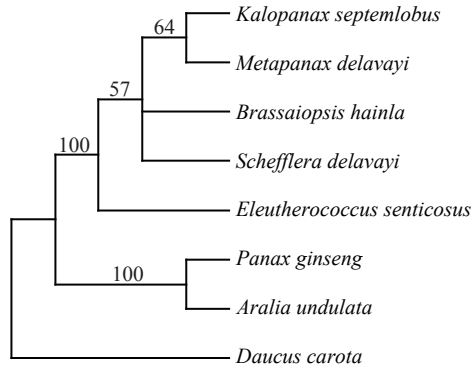 Kalopanax septemlobus
64
Metapanax delavayi
57
Brassaiopsis hainla
100
Schefflera delavayi
Eleutherococcus senticosus
Panax ginseng
100
Aralia undulata
Daucus carota